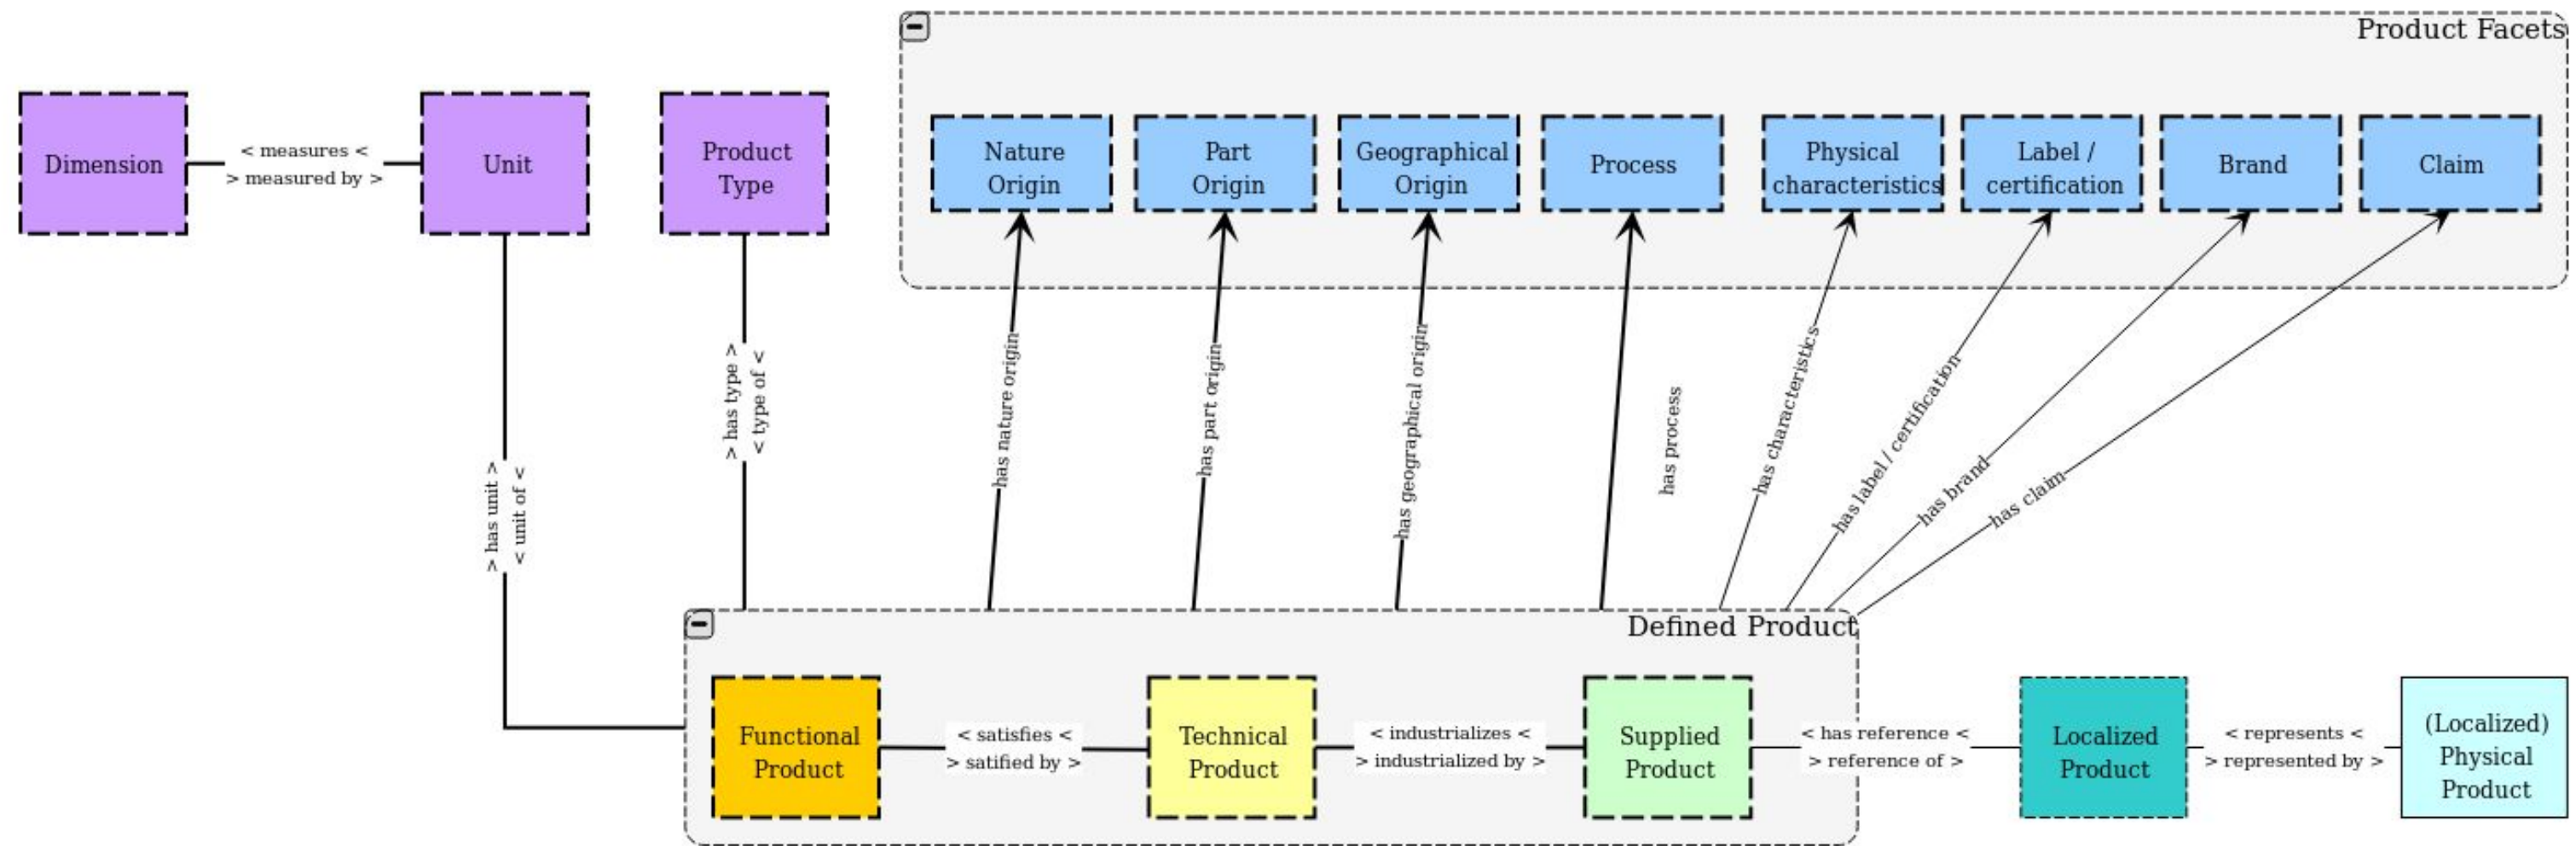 Product Facets
Dimension
< measures <
> measured by >
Unit
Product
Type
Nature
Origin
Part
Origin
Geographical
Origin
Process
Physical
characteristics
Label /
certification
Brand
Claim
> has unit >
< unit of <
> has type >
< type of <
has nature origin
has part origin
has geographical origin
has process
has characteristics
has label / certification
has brand
has claim
Defined Product
Functional
Product
< satisfies <
> satified by >
Technical
Product
< industrializes <
> industrialized by >
Supplied
Product
< has reference <
> reference of >
Localized
Product
< represents <
> represented by >
(Localized)
Physical
Product